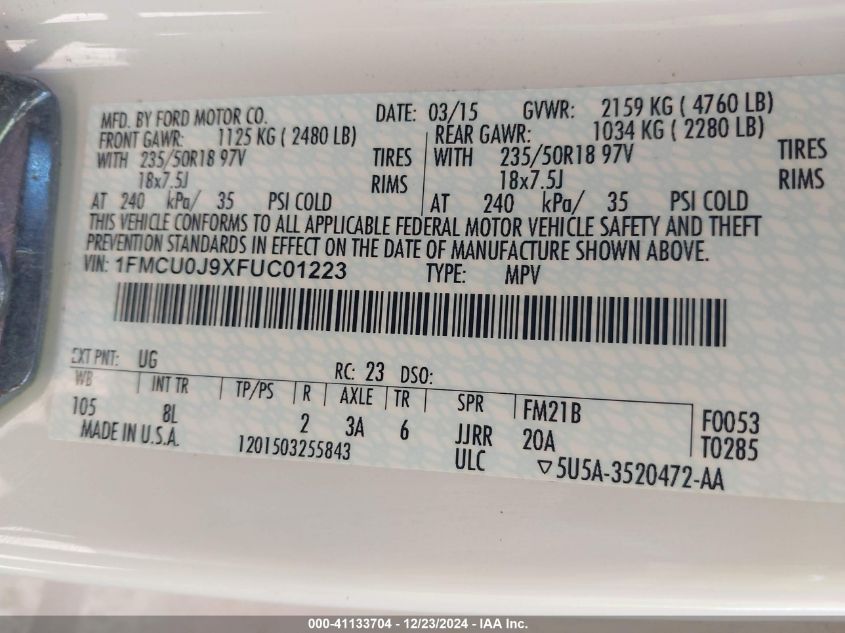 MFD. BY FORD MOTOR CO. DATE: 03/15 GVWR: 2159 KG ( 4760 LB)
FRONT GAWR: 1125 KG ( 2480 LB) REAR GAWR: 1034 KG ( 2280 LB)
WITH 235/50R18 97V TIRES WITH 235/50R18 97V TIRES
18x7.5J RIMS 18x7.5J RIMS
AT 240 kPa/ 35 PSI COLD AT 240 kPa/ 35 PSI COLD
THIS VEHICLE CONFORMS TO ALL APPLICABLE FEDERAL MOTOR VEHICLE SAFETY AND THEFT
PREVENTION STANDARDS IN EFFECT ON THE DATE OF MANUFACTURE SHOWN ABOVE.
VIN: 1FMCU0J9XFUC01223 TYPE: MPV
EXT PNT: UG RC: 23 DSO:
WB INT TR TP/PS R AXLE TR SPR FM21B F0053
105 8L 2 3A 6 JJRR 20A T0285
MADE IN U.S.A. 1201503255843 ULC ▽5U5A-3520472-AA
000-41133704 - 12/23/2024 - IAA Inc.